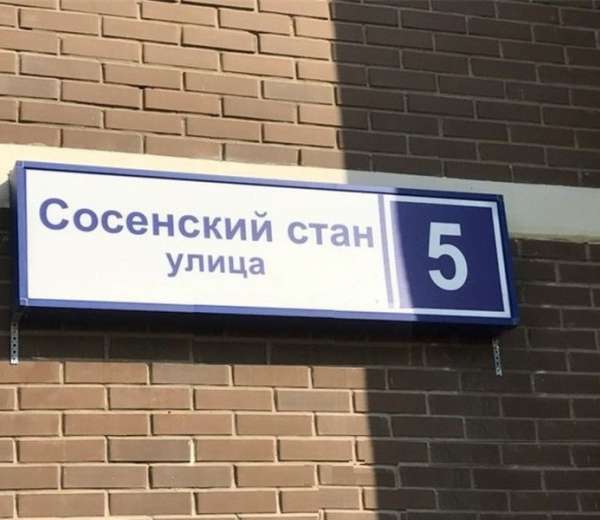 Сосенский стан
улица
5